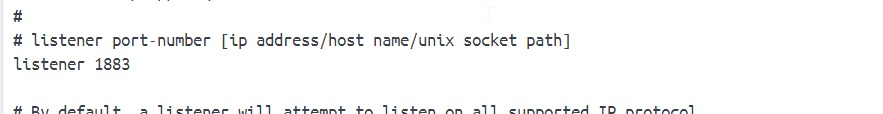 #
# listener port-number [ip address/host name/unix socket path]
listener 1883
# By default, a listener will attempt to listen on all supported IP protocol